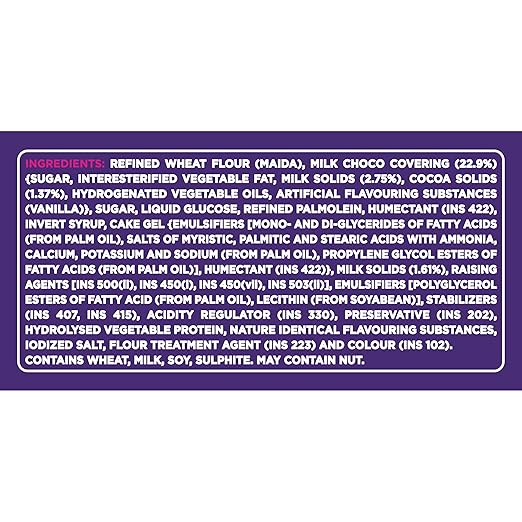 INGREDIENTS: REFINED WHEAT FLOUR (MAIDA), MILK CHOCO COVERING (22.9%)
{SUGAR, INTERESTERIFIED VEGETABLE FAT, MILK SOLIDS (2.75%), COCOA SOLIDS
(1.37%), HYDROGENATED VEGETABLE OILS, ARTIFICIAL FLAVOURING SUBSTANCES
(VANILLA)}, SUGAR, LIQUID GLUCOSE, REFINED PALMOLEIN, HUMECTANT (INS 422),
INVERT SYRUP, CAKE GEL {EMULSIFIERS [MONO- AND DI-GLYCERIDES OF FATTY ACIDS
(FROM PALM OIL), SALTS OF MYRISTIC, PALMITIC AND STEARIC ACIDS WITH AMMONIA,
CALCIUM, POTASSIUM AND SODIUM (FROM PALM OIL), PROPYLENE GLYCOL ESTERS OF
FATTY ACIDS (FROM PALM OIL)], HUMECTANT (INS 422)}, MILK SOLIDS (1.61%), RAISING
AGENTS [INS 500(ii), INS 450(i), INS 450(vii), INS 503(ii)], EMULSIFIERS [POLYGLYCEROL
ESTERS OF FATTY ACID (FROM PALM OIL), LECITHIN (FROM SOYABEAN)], STABILIZERS
(INS 407, INS 415), ACIDITY REGULATOR (INS 330), PRESERVATIVE (INS 202),
HYDROLYSED VEGETABLE PROTEIN, NATURE IDENTICAL FLAVOURING SUBSTANCES,
IODIZED SALT, FLOUR TREATMENT AGENT (INS 223) AND COLOUR (INS 102).
CONTAINS WHEAT, MILK, SOY, SULPHITE. MAY CONTAIN NUT.